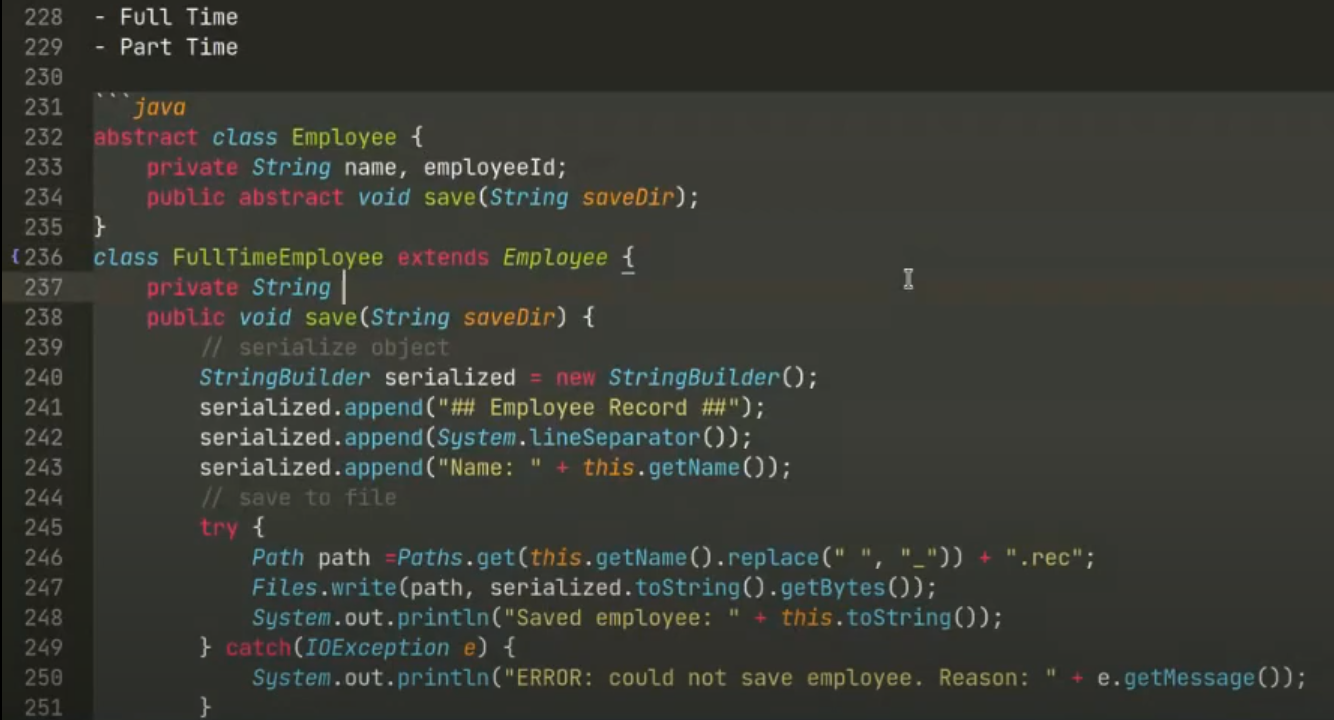 228 - Full Time
229 - Part Time
230
231 ```java
232 abstract class Employee {
233     private String name, employeeId;
234     public abstract void save(String saveDir);
235 }
{236 class FullTimeEmployee extends Employee {
237     private String
238     public void save(String saveDir) {
239         // serialize object
240         StringBuilder serialized = new StringBuilder();
241         serialized.append("## Employee Record ##");
242         serialized.append(System.lineSeparator());
243         serialized.append("Name: " + this.getName());
244         // save to file
245         try {
246             Path path =Paths.get(this.getName().replace(" ", "_")) + ".rec";
247             Files.write(path, serialized.toString().getBytes());
248             System.out.println("Saved employee: " + this.toString());
249         } catch(IOException e) {
250             System.out.println("ERROR: could not save employee. Reason: " + e.getMessage());
251         }